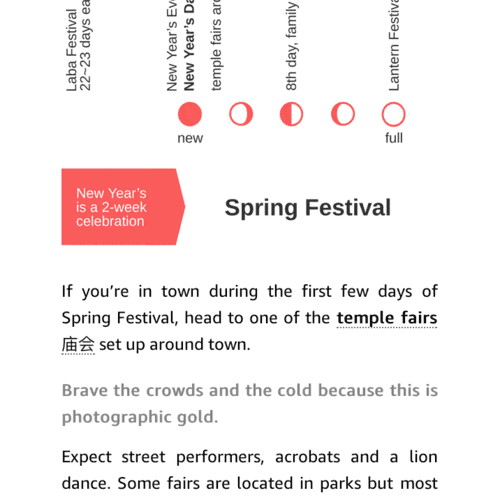 Laba Festival
22~23 days ea
New Year's Ev
New Year's Da
temple fairs are
8th day, family
Lantern Festiva
new
full
New Year's
is a 2-week
celebration
Spring Festival
If you’re in town during the first few days of
Spring Festival, head to one of the temple fairs
庙会 set up around town.
Brave the crowds and the cold because this is
photographic gold.
Expect street performers, acrobats and a lion
dance. Some fairs are located in parks but most